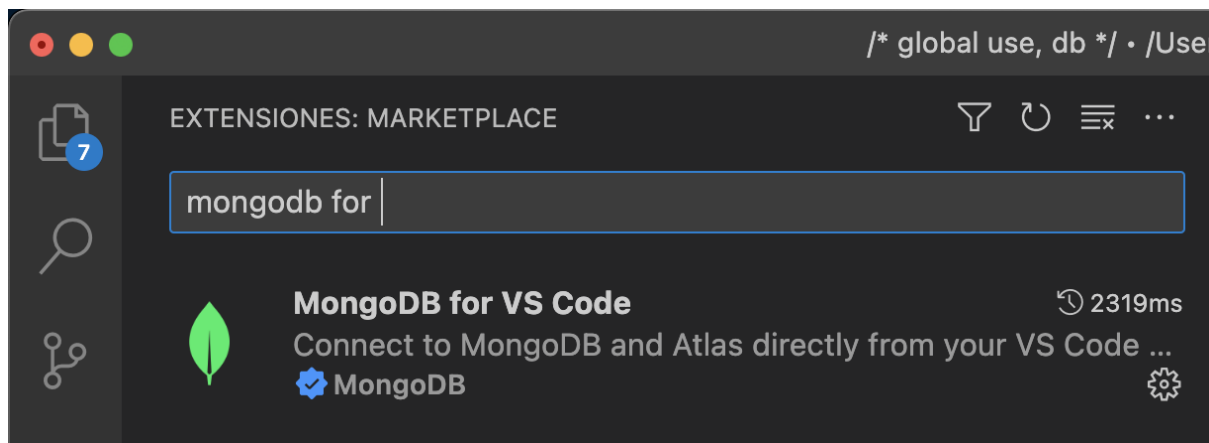 /* global use, db */ • /Use
EXTENSIONES: MARKETPLACE
7
mongodb for
MongoDB for VS Code 2319ms
Connect to MongoDB and Atlas directly from your VS Code ...
MongoDB